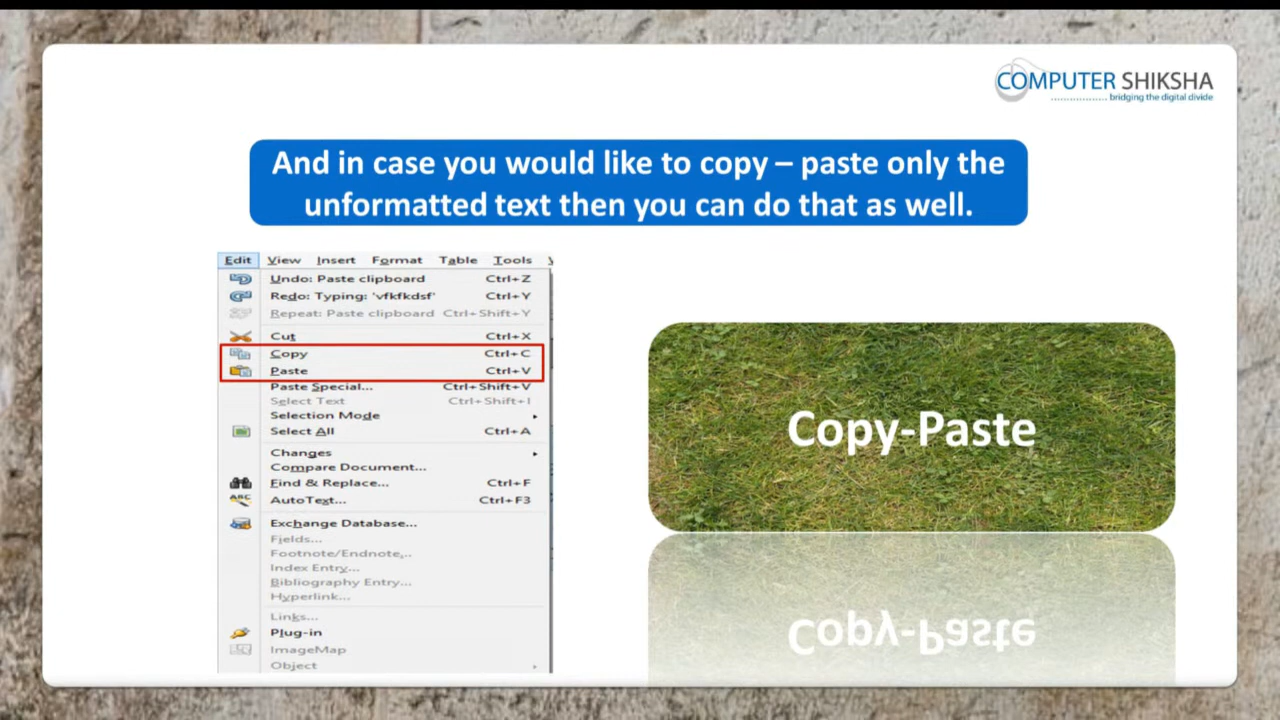 COMPUTER SHIKSHA
bridging the digital divide
And in case you would like to copy – paste only the
unformatted text then you can do that as well.
Edit View Insert Format Table Tools
Undo: Paste clipboard Ctrl+Z
Redo: Typing: 'vfkfkdsf' Ctrl+Y
Repeat: Paste clipboard Ctrl+Shift+Y
Cut Ctrl+X
Copy Ctrl+C
Paste Ctrl+V
Paste Special... Ctrl+Shift+V
Select Text Ctrl+Shift+I
Selection Mode
Select All Ctrl+A
Changes
Compare Document...
Find & Replace... Ctrl+F
ABC AutoText... Ctrl+F3
Exchange Database...
Fields...
Footnote/Endnote...
Index Entry...
Bibliography Entry...
Hyperlink...
Links...
Plug-in
ImageMap
Object
Copy-Paste
Copy-Paste